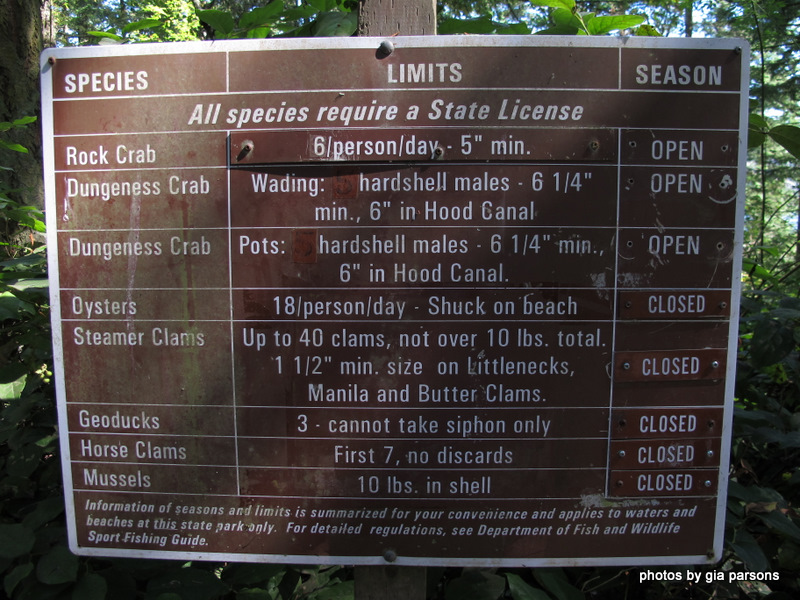 SPECIES LIMITS SEASON
All species require a State License
Rock Crab 6/person/day - 5" min. OPEN
Dungeness Crab Wading: hardshell males - 6 1/4" OPEN
min., 6" in Hood Canal
Dungeness Crab Pots: hardshell males - 6 1/4" min., OPEN
6" in Hood Canal.
Oysters 18/person/day - Shuck on beach CLOSED
Steamer Clams Up to 40 clams, not over 10 lbs. total.
1 1/2" min. size on Littlenecks, CLOSED
Manila and Butter Clams.
Geoducks 3 - cannot take siphon only CLOSED
Horse Clams First 7, no discards CLOSED
Mussels 10 lbs. in shell CLOSED
Information of seasons and limits is summarized for your convenience and applies to waters and
beaches at this state park only. For detailed regulations, see Department of Fish and Wildlife
Sport Fishing Guide.
photos by gia parsons